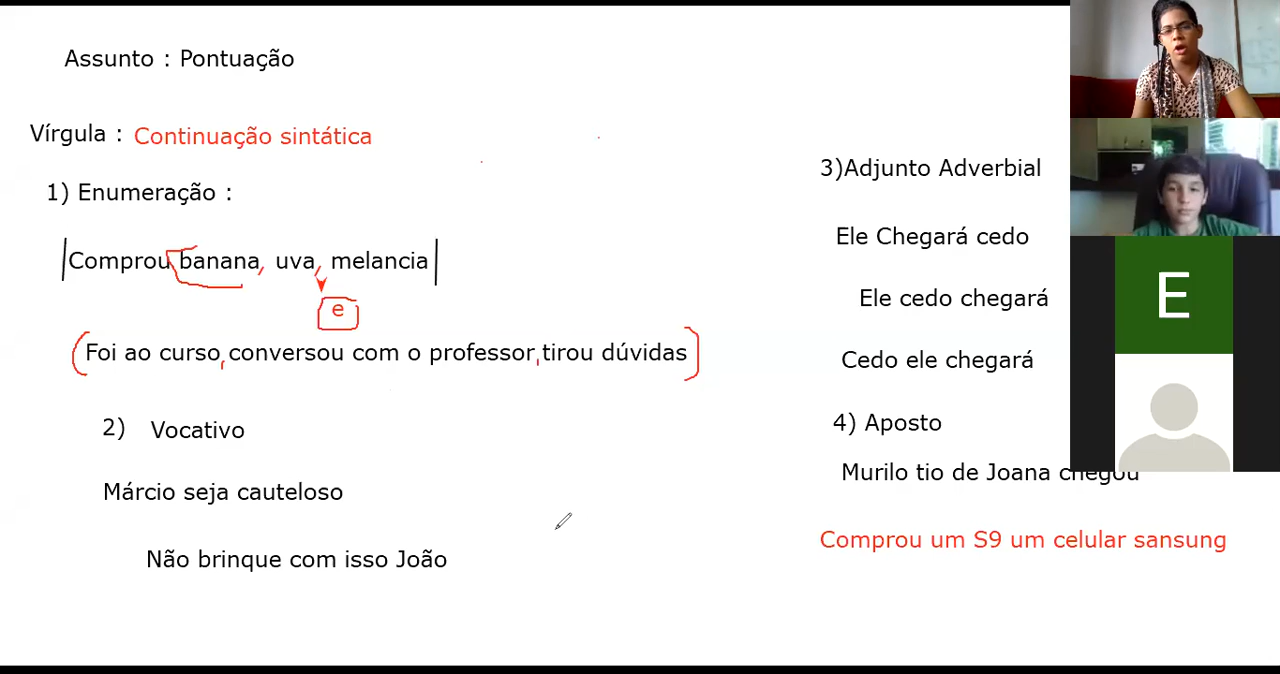 Assunto : Pontuação
Vírgula : Continuação sintática
1) Enumeração :
Comprou banana, uva, melancia
e
Foi ao curso, conversou com o professor, tirou dúvidas
2) Vocativo
Márcio seja cauteloso
Não brinque com isso João
3)Adjunto Adverbial
Ele Chegará cedo
Ele cedo chegará
Cedo ele chegará
4) Aposto
Murilo tio de Joana chegou
Comprou um S9 um celular sansung
E